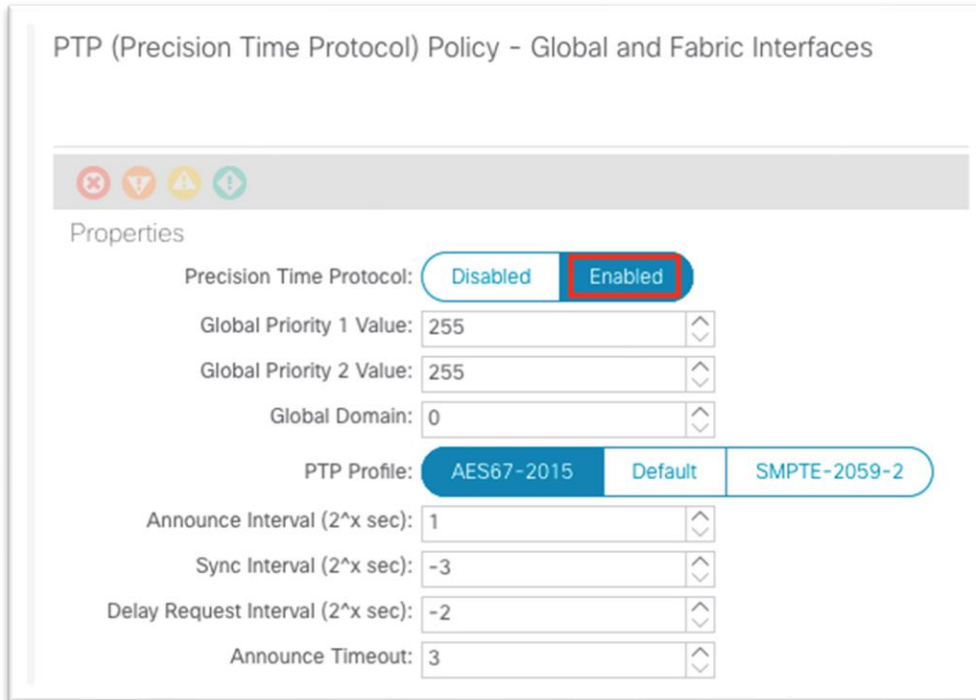 PTP (Precision Time Protocol) Policy - Global and Fabric Interfaces
Properties
Precision Time Protocol: Disabled Enabled
Global Priority 1 Value: 255
Global Priority 2 Value: 255
Global Domain: 0
PTP Profile: AES67-2015 Default SMPTE-2059-2
Announce Interval (2^x sec): 1
Sync Interval (2^x sec): -3
Delay Request Interval (2^x sec): -2
Announce Timeout: 3